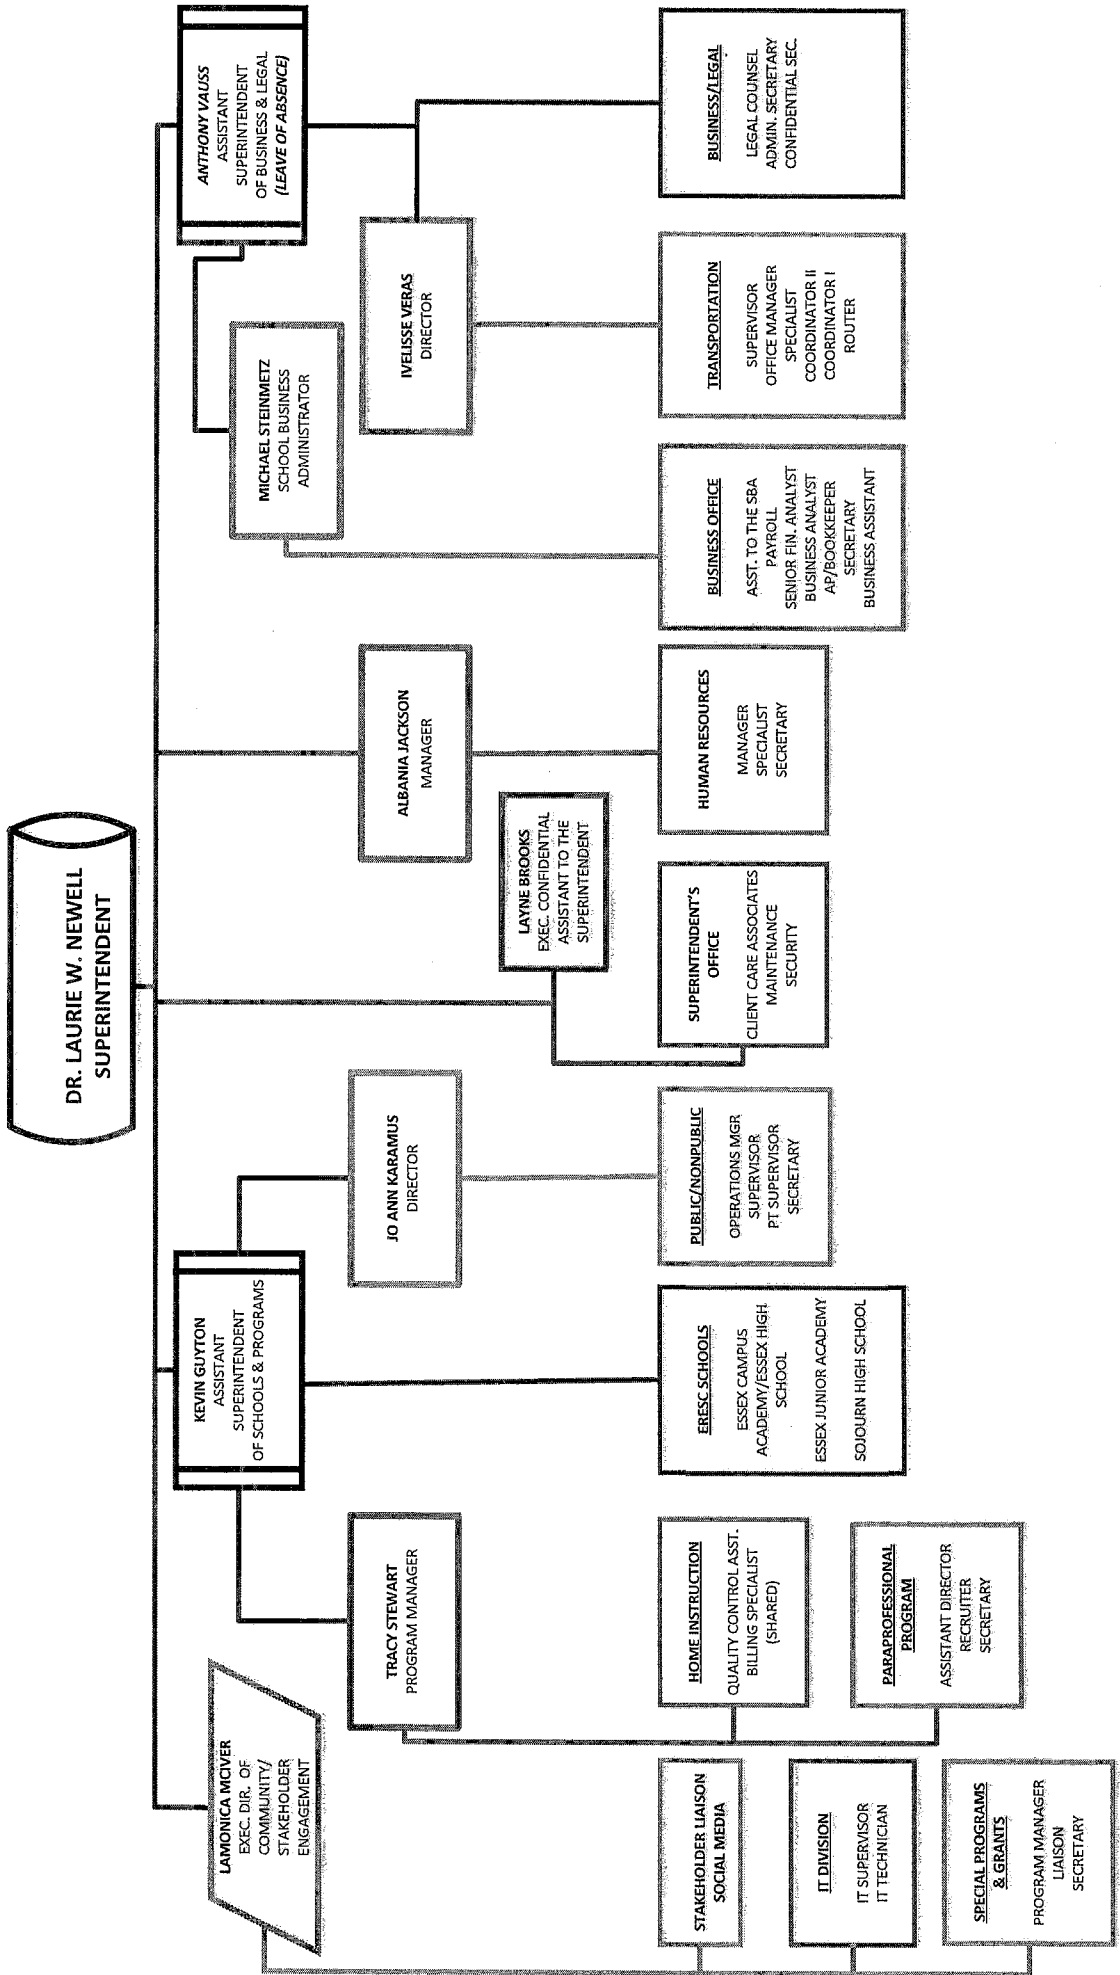 DR. LAURIE W. NEWELL
SUPERINTENDENT
LAMONICA MCIVER
EXEC. DIR. OF
COMMUNITY/
STAKEHOLDER
ENGAGEMENT
KEVIN GUYTON
ASSISTANT
SUPERINTENDENT
OF SCHOOLS & PROGRAMS
ANTHONY VAUSS
ASSISTANT
SUPERINTENDENT
OF BUSINESS & LEGAL
(LEAVE OF ABSENCE)
MICHAEL STEINMETZ
SCHOOL BUSINESS
ADMINISTRATOR
TRACY STEWART
PROGRAM MANAGER
JO ANN KARAMUS
DIRECTOR
ALBANIA JACKSON
MANAGER
IVELISSE VERAS
DIRECTOR
LAYNE BROOKS
EXEC. CONFIDENTIAL
ASSISTANT TO THE
SUPERINTENDENT
STAKEHOLDER LIAISON
SOCIAL MEDIA
HOME INSTRUCTION
QUALITY CONTROL ASST.
BILLING SPECIALIST
(SHARED)
ERESC SCHOOLS
ESSEX CAMPUS
ACADEMY/ESSEX HIGH
SCHOOL
ESSEX JUNIOR ACADEMY
SOJOURN HIGH SCHOOL
PUBLIC/NONPUBLIC
OPERATIONS MGR
SUPERVISOR
PT SUPERVISOR
SECRETARY
SUPERINTENDENT'S
OFFICE
CLIENT CARE ASSOCIATES
MAINTENANCE
SECURITY
HUMAN RESOURCES
MANAGER
SPECIALIST
SECRETARY
BUSINESS OFFICE
ASST. TO THE SBA
PAYROLL
SENIOR FIN. ANALYST
BUSINESS ANALYST
AP/BOOKKEEPER
SECRETARY
BUSINESS ASSISTANT
TRANSPORTATION
SUPERVISOR
OFFICE MANAGER
SPECIALIST
COORDINATOR II
COORDINATOR I
ROUTER
BUSINESS/LEGAL
LEGAL COUNSEL
ADMIN. SECRETARY
CONFIDENTIAL SEC.
IT DIVISION
IT SUPERVISOR
IT TECHNICIAN
PARAPROFESSIONAL
PROGRAM
ASSISTANT DIRECTOR
RECRUITER
SECRETARY
SPECIAL PROGRAMS
& GRANTS
PROGRAM MANAGER
LIAISON
SECRETARY